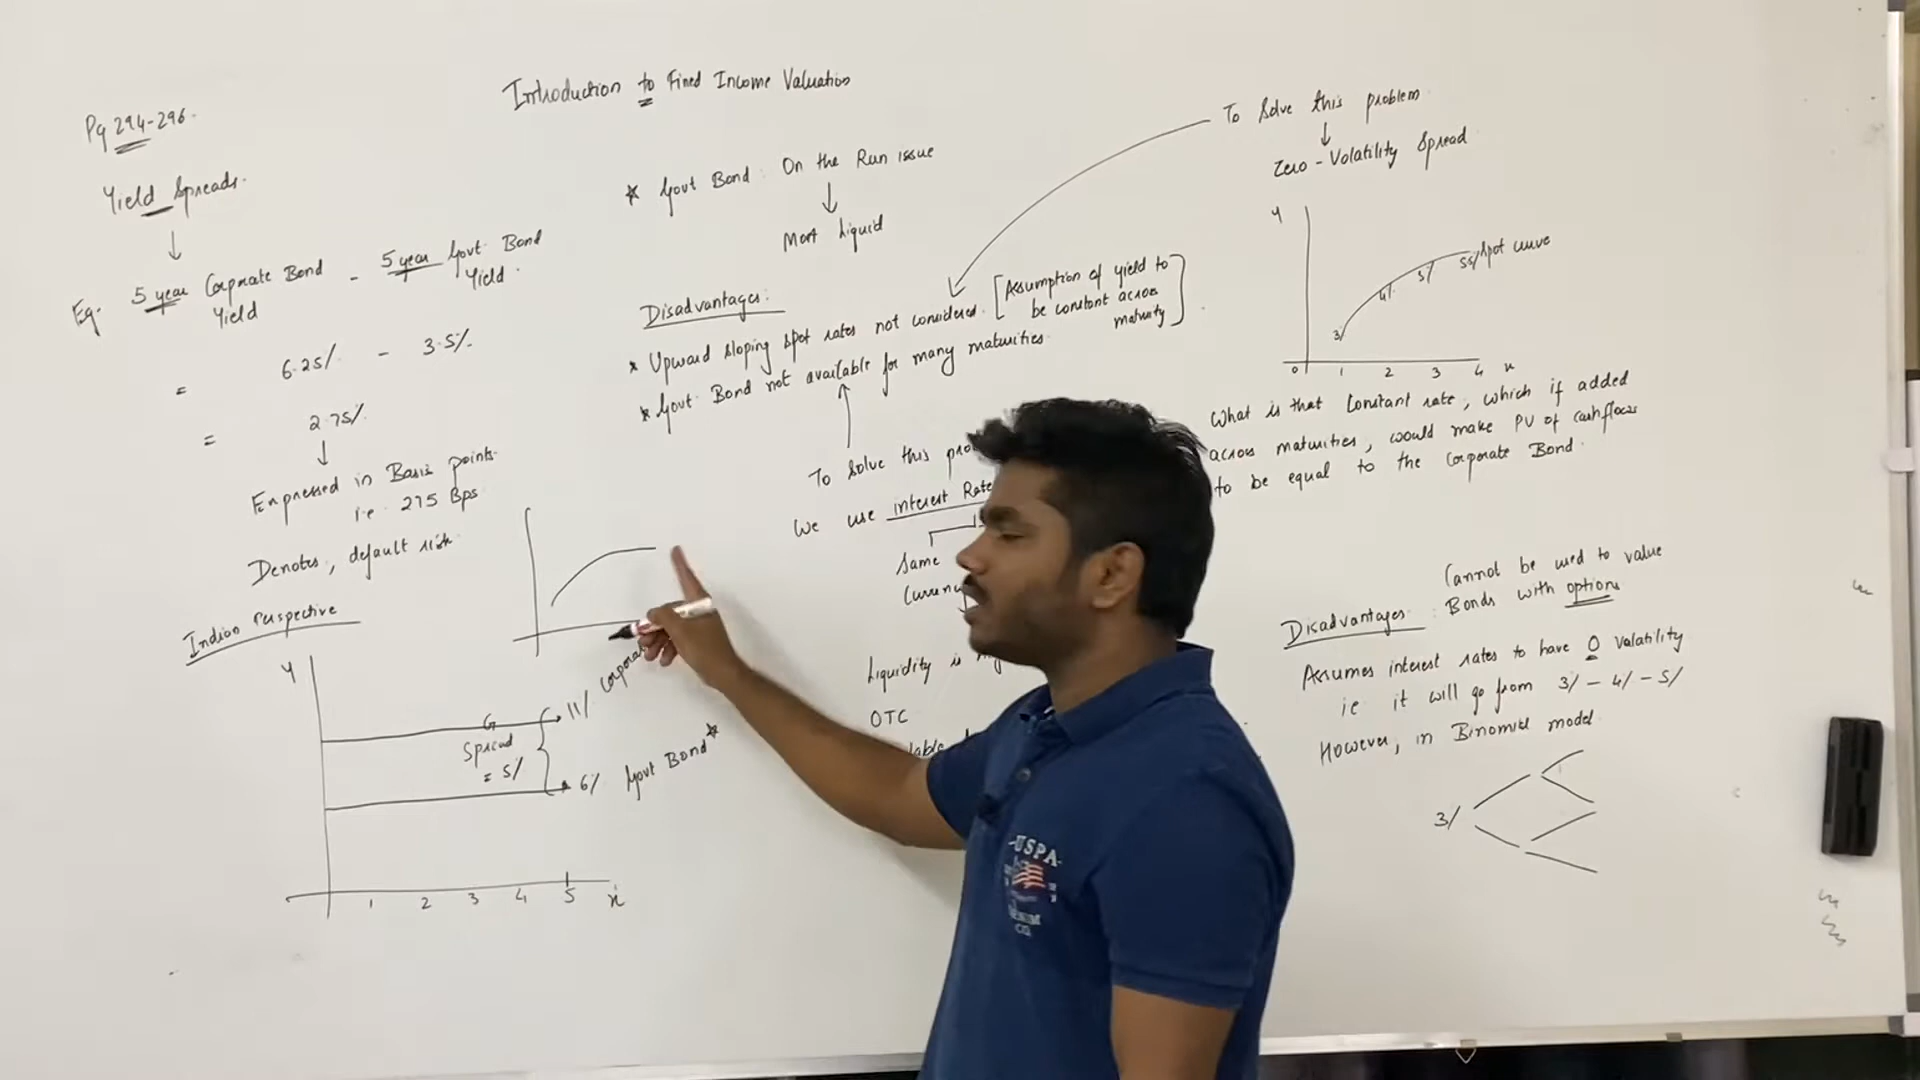 Introduction to Fixed Income Valuation
Pg 294-296.
Yield Spreads.
Eg. 5 year Corporate Bond Yield - 5 year Govt Bond Yield.
= 6.25% - 3.5%
= 2.75%
Expressed in Basis points.
i.e. 275 Bps
Denotes, default risk
Indian Perspective
y
11% Corporat
G
Spread
= 5%
6% Govt Bond*
1 2 3 4 5 x
* Govt Bond: On the Run issue
Most Liquid
Disadvantages:
* Upward sloping spot rates not considered. [Assumption of yield to
be constant across
maturity]
* Govt. Bond not available for many maturities.
To solve this
We use interest Rate
Same
Liquidity is
OTC
To solve this problem
Zero-Volatility Spread
y
3% 4% 5% Spot curve
0 1 2 3 4 x
What is that Constant rate, which if added
across maturities, would make PV of cashflows
to be equal to the Corporate Bond.
Disadvantages: Cannot be used to value
Bonds with options
Assumes interest rates to have 0 valatility
ie it will go from 3% - 4% - 5%
However, in Binomial model.
3%
USPA